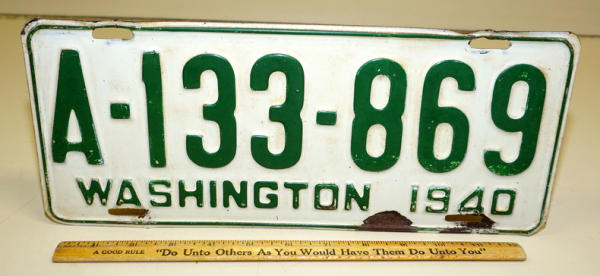 A-133-869
WASHINGTON 1940
A GOOD RULE "Do Unto Others As You Would Have Them Do Unto You"